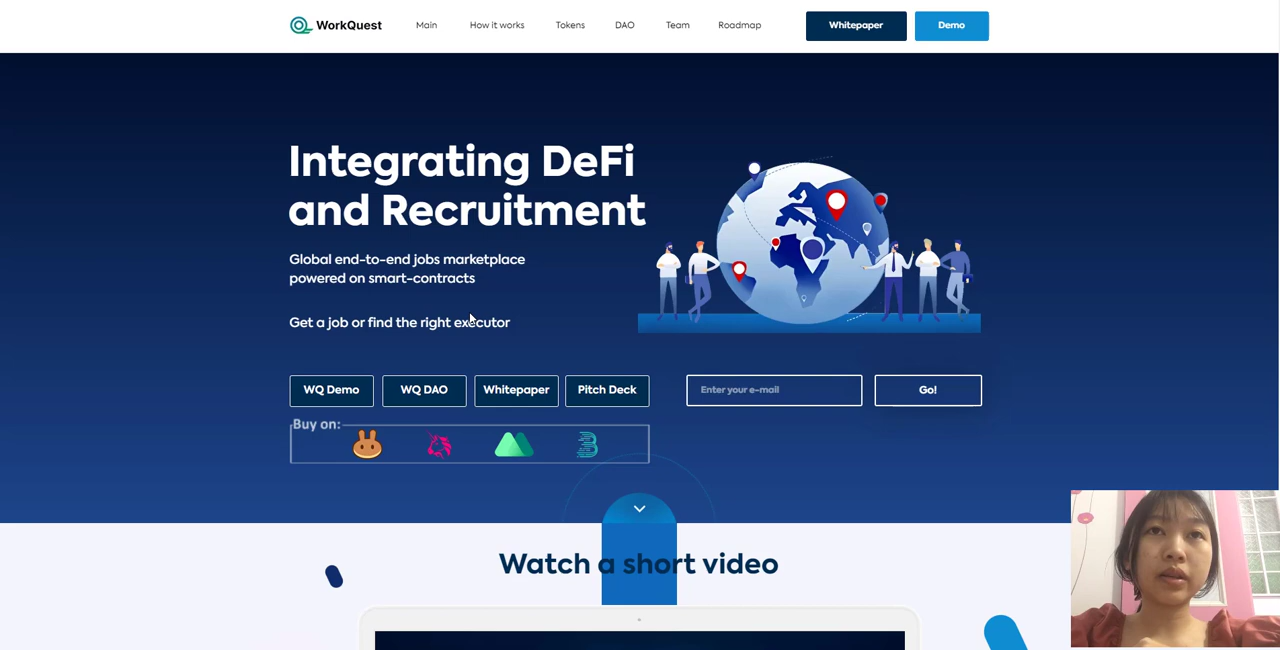 WorkQuest
Main
How it works
Tokens
DAO
Team
Roadmap
Whitepaper
Demo
Integrating DeFi
and Recruitment
Global end-to-end jobs marketplace
powered on smart-contracts
Get a job or find the right executor
WQ Demo
WQ DAO
Whitepaper
Pitch Deck
Enter your e-mail
Go!
Buy on:
Watch a short video